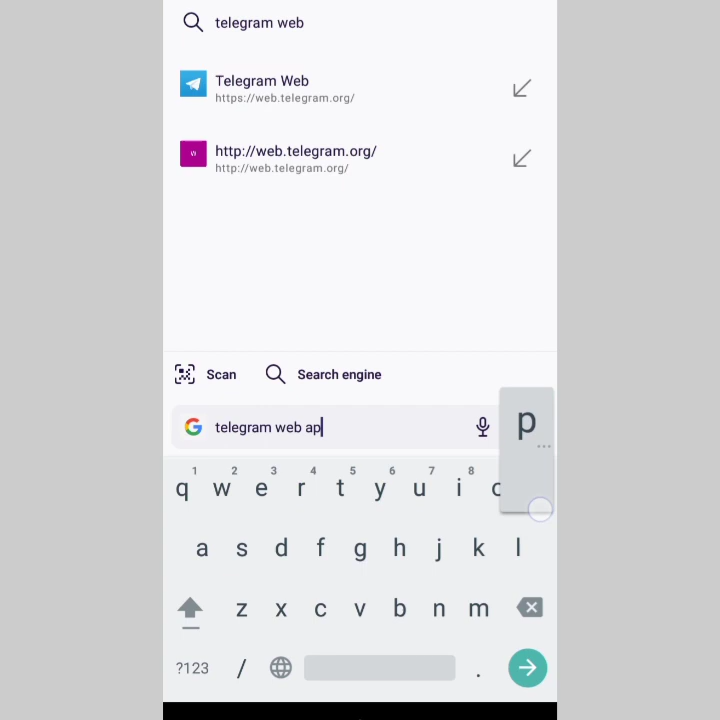 telegram web
Telegram Web
https://web.telegram.org/
http://web.telegram.org/
http://web.telegram.org/
Scan Search engine
telegram web ap
p
1 2 3 4 5 6 7 8
q w e r t y u i
a s d f g h j k l
z x c v b n m
?123 / .